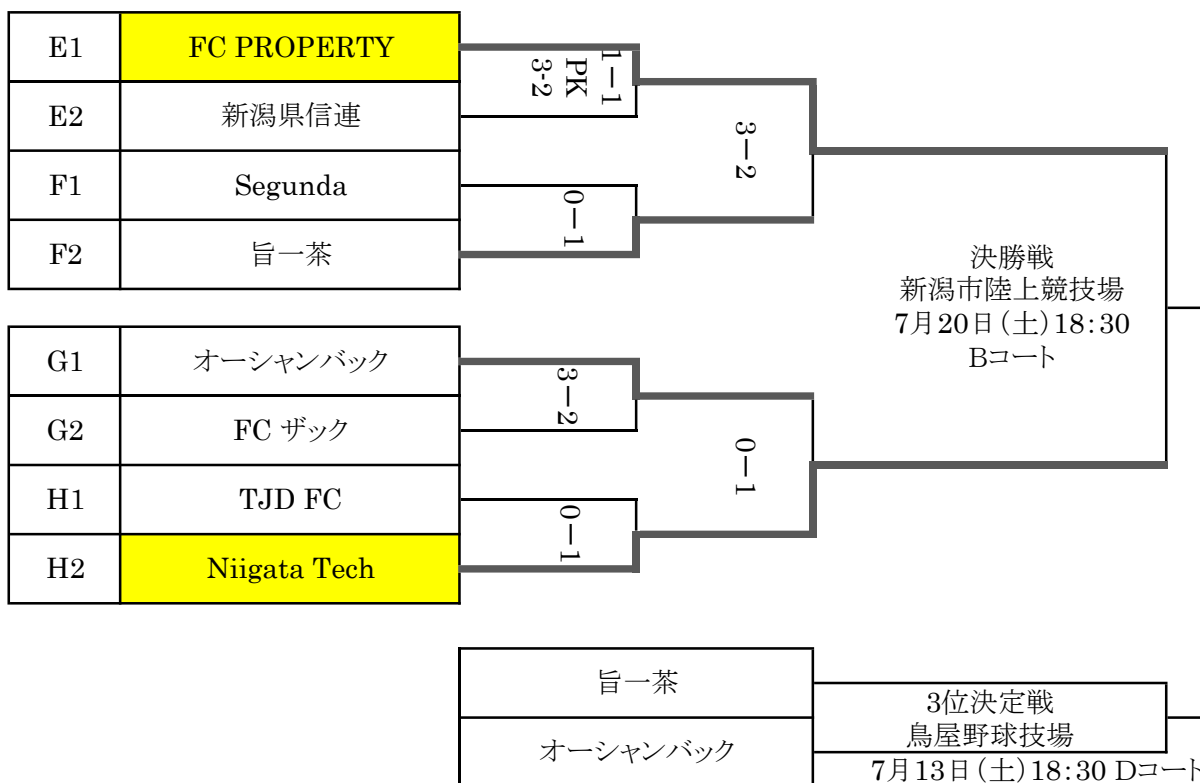 E1 FC PROPERTY
1－1
PK
3-2
E2 新潟県信連
3－2
F1 Segunda
0－1
F2 旨一茶
決勝戦
新潟市陸上競技場
7月20日（土）18：30
Bコート
G1 オーシャンバック
3－2
G2 FC ザック
0－1
H1 TJD FC
0－1
H2 Niigata Tech
旨一茶
3位決定戦
鳥屋野球技場
オーシャンバック
7月13日（土）18：30 Dコート